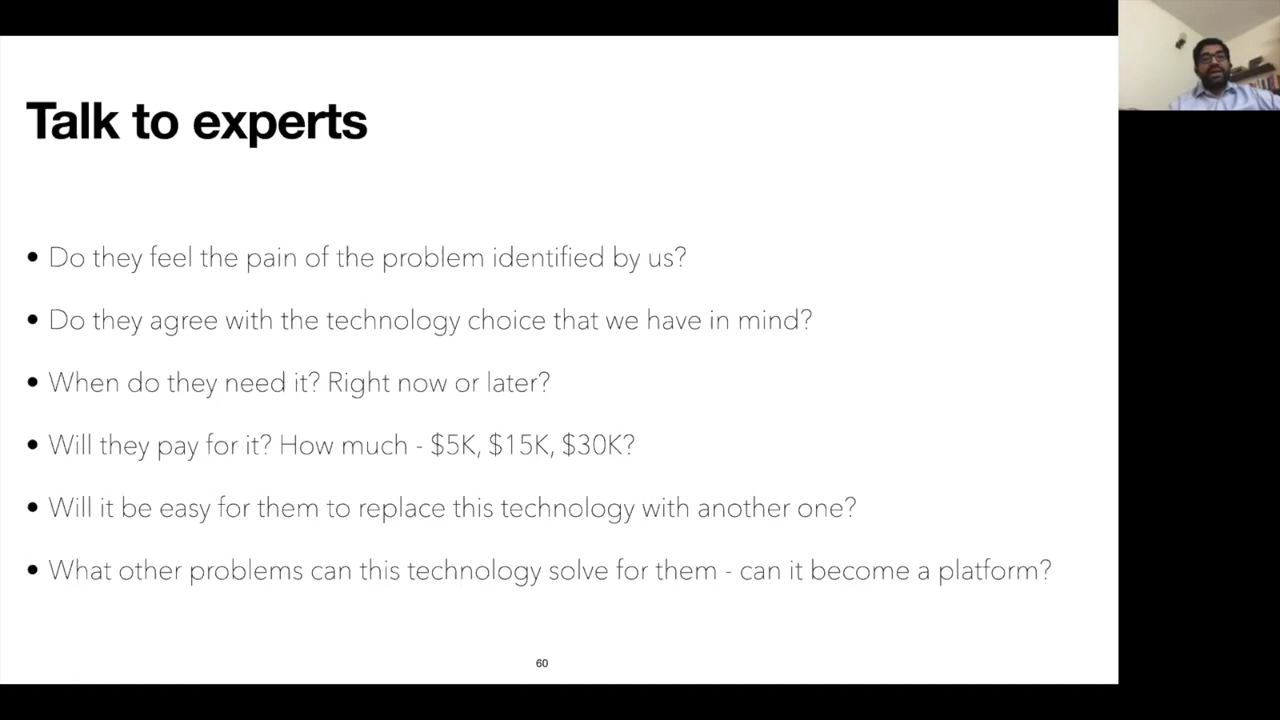 Talk to experts
• Do they feel the pain of the problem identified by us?
• Do they agree with the technology choice that we have in mind?
• When do they need it? Right now or later?
• Will they pay for it? How much - $5K, $15K, $30K?
• Will it be easy for them to replace this technology with another one?
• What other problems can this technology solve for them - can it become a platform?
60